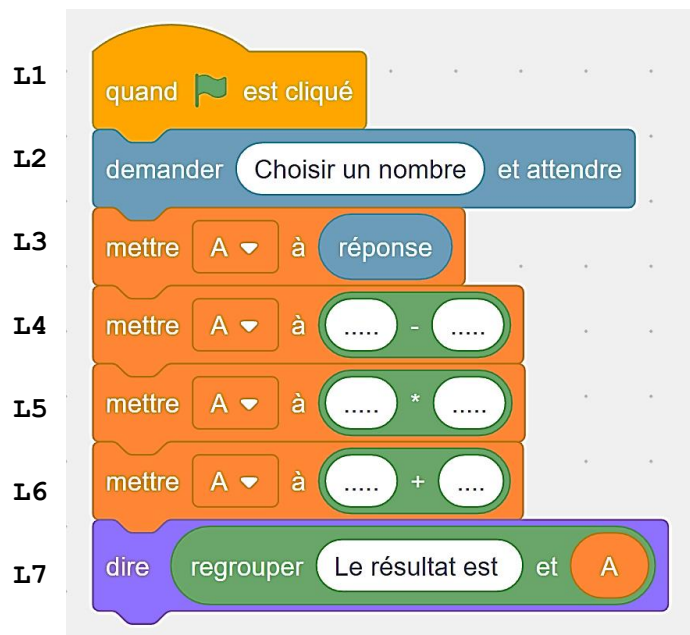 L1 quand est cliqué
L2 demander Choisir un nombre et attendre
L3 mettre A à réponse
L4 mettre A à ..... - .....
L5 mettre A à ..... * .....
L6 mettre A à ..... + ....
L7 dire regrouper Le résultat est et A